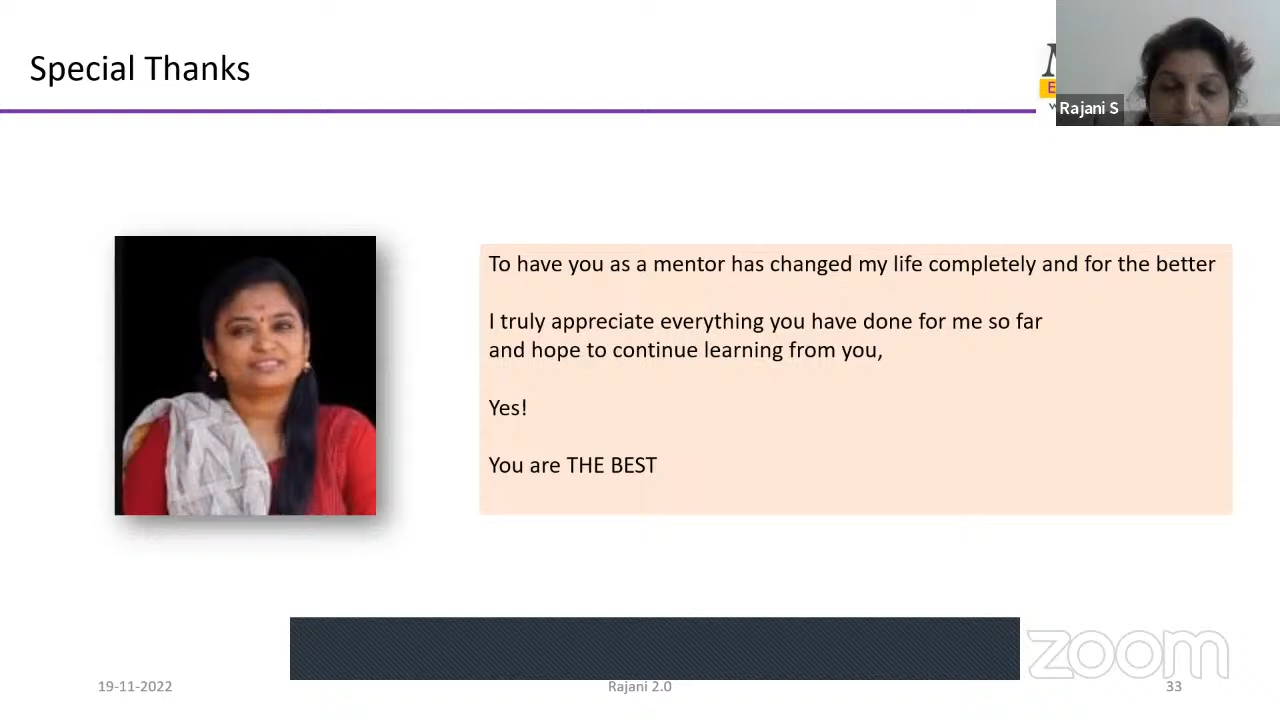 Special Thanks
Rajani S
To have you as a mentor has changed my life completely and for the better
I truly appreciate everything you have done for me so far
and hope to continue learning from you,
Yes!
You are THE BEST
zoom
19-11-2022
Rajani 2.0
33